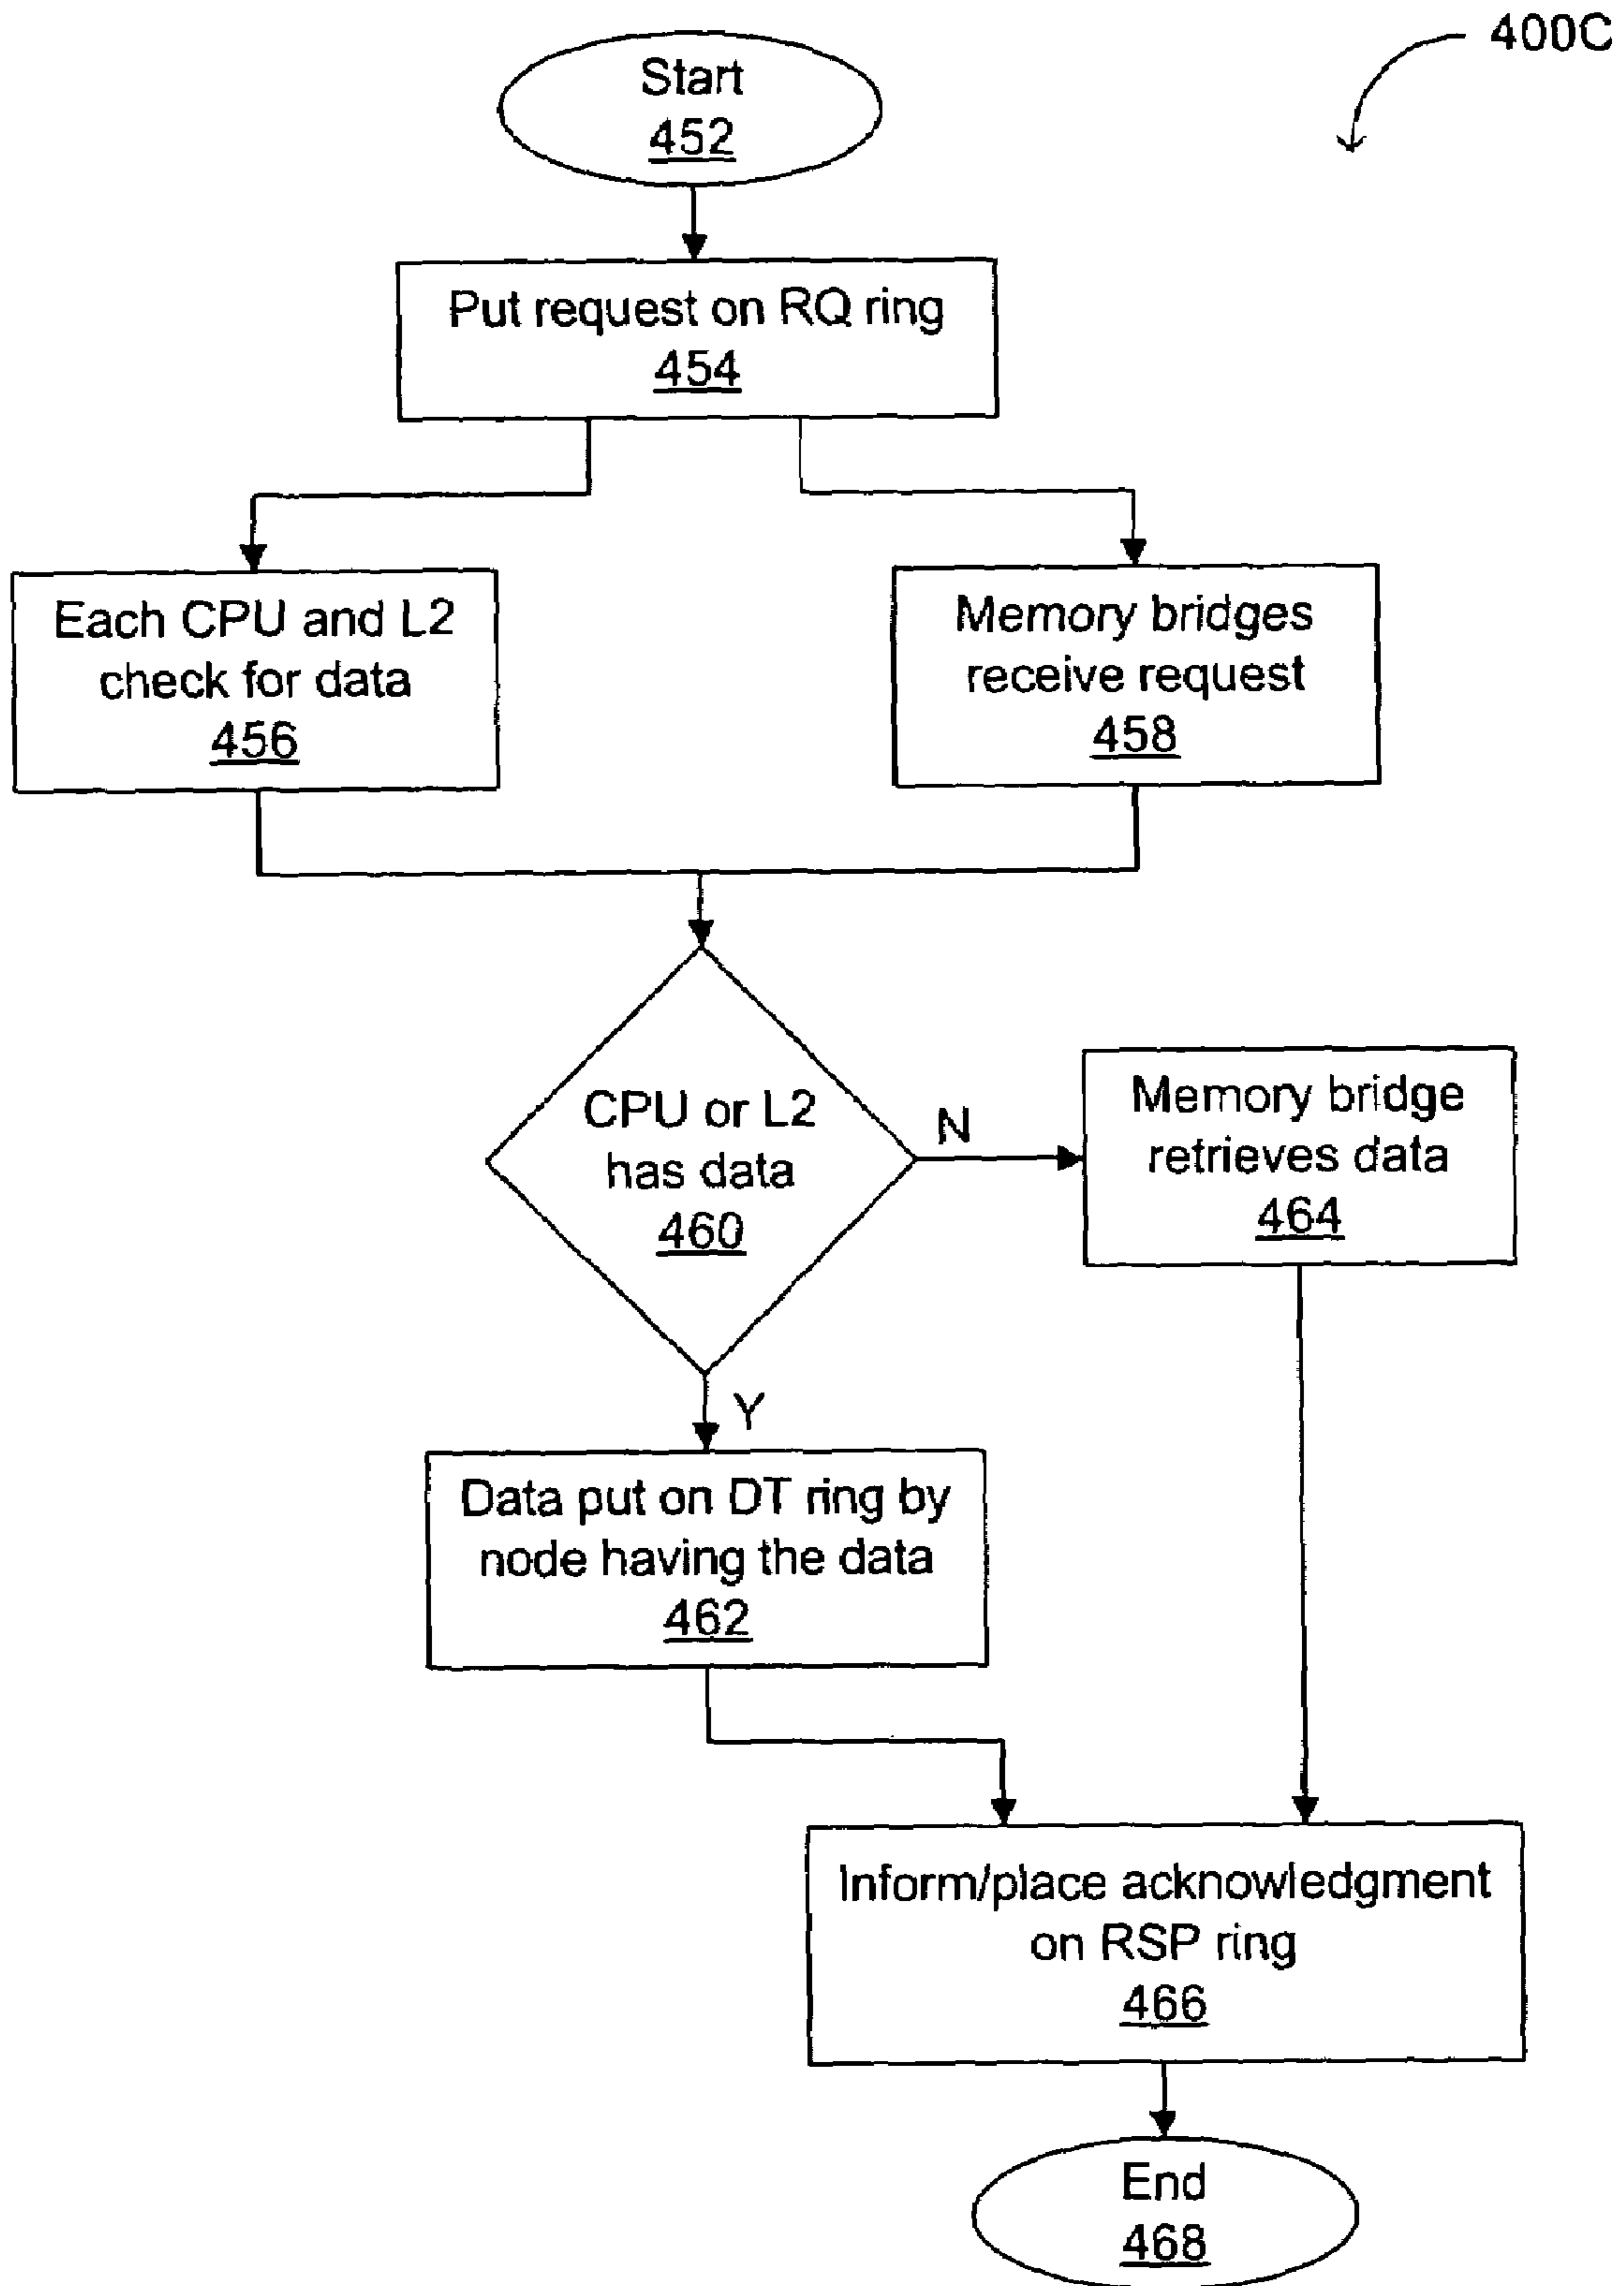 400C
Start
452
Put request on RQ ring
454
Each CPU and L2
check for data
456
Memory bridges
receive request
458
CPU or L2
has data
460
N
Memory bridge
retrieves data
464
Y
Data put on DT ring by
node having the data
462
Inform/place acknowledgment
on RSP ring
466
End
468